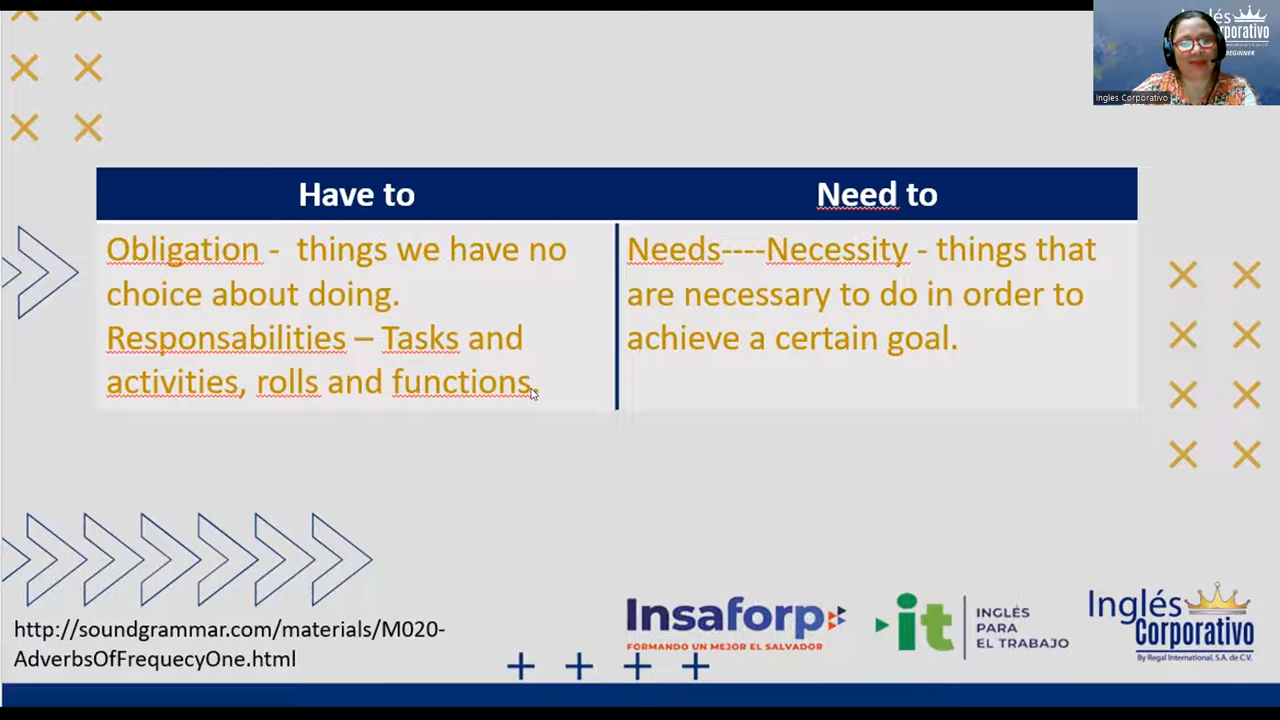 Inglés
Corporativo
BEGINNER
Ingles Corporativo
Have to
Need to
Obligation - things we have no
choice about doing.
Responsabilities – Tasks and
activities, rolls and functions.
Needs----Necessity - things that
are necessary to do in order to
achieve a certain goal.
http://soundgrammar.com/materials/M020-
AdverbsOfFrequecyOne.html
Insaforp
FORMANDO UN MEJOR EL SALVADOR
it
INGLÉS
PARA
EL TRABAJO
Inglés
Corporativo
By Regal International, S.A. de C.V.